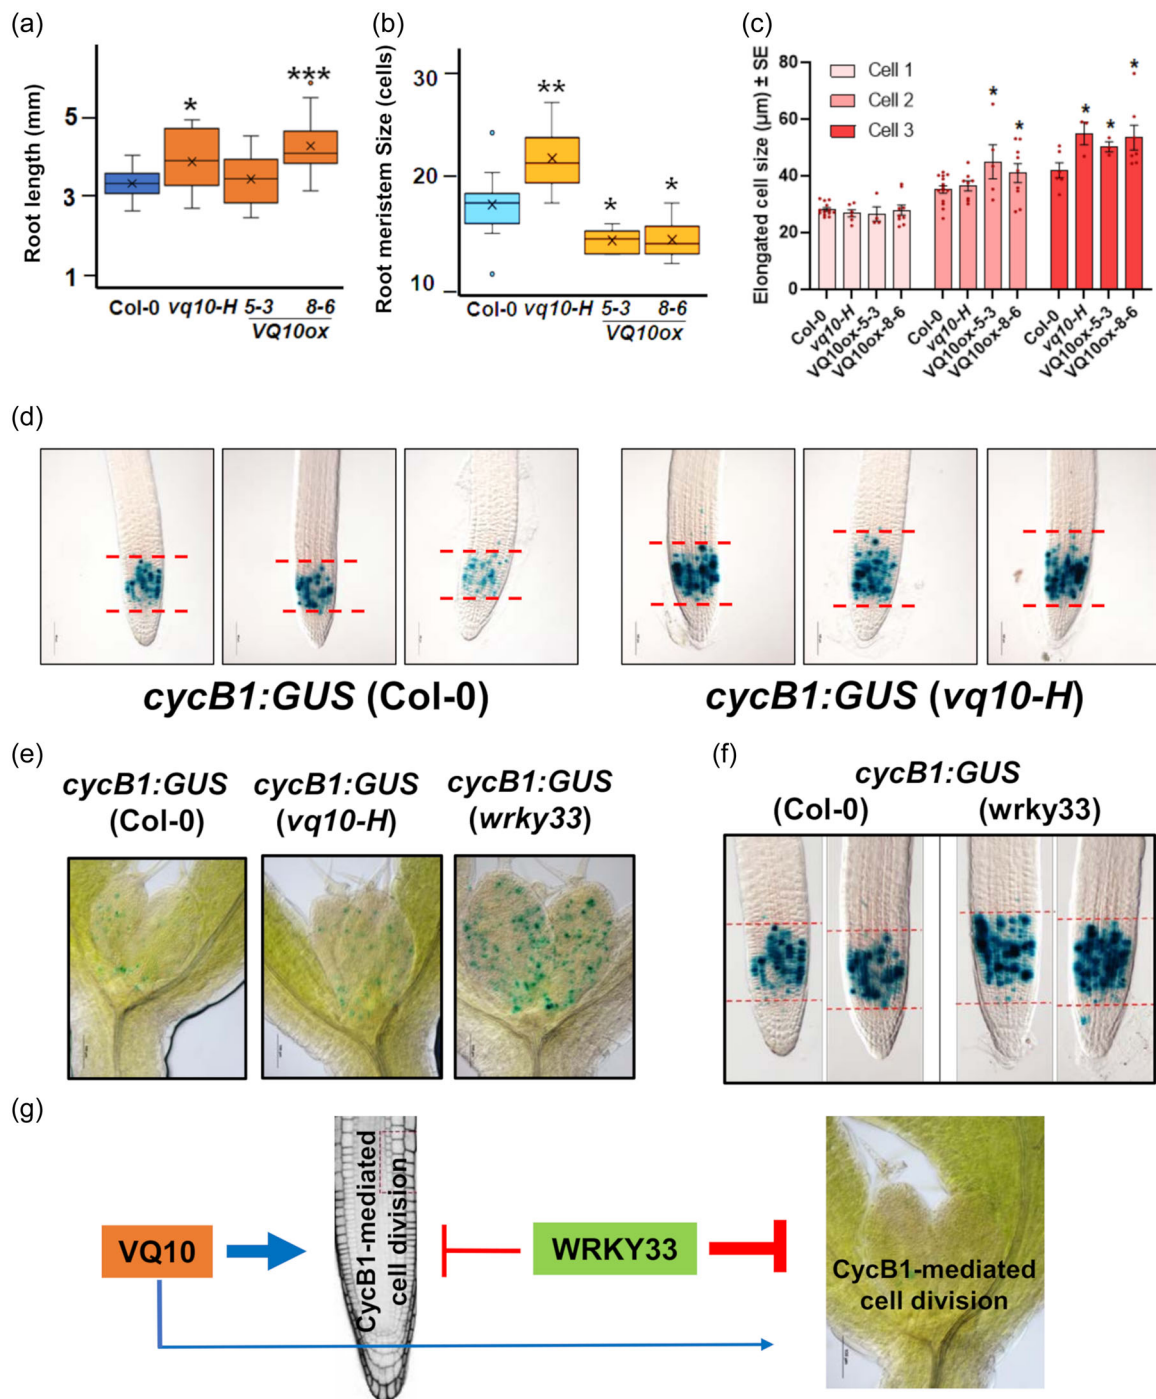 (a)
Root length (mm)
5
3
1
*
***
Col-0 vq10-H 5-3 8-6
VQ10ox
(b)
Root meristem Size (cells)
30
20
10
**
*
*
Col-0 vq10-H 5-3 8-6
VQ10ox
(c)
Elongated cell size (µm) ± SE
80
60
40
20
0
Cell 1
Cell 2
Cell 3
*
*
*
*
*
Col-0
vq10-H
VQ10ox-5-3
VQ10ox-8-6
Col-0
vq10-H
VQ10ox-5-3
VQ10ox-8-6
Col-0
vq10-H
VQ10ox-5-3
VQ10ox-8-6
(d)
cycB1:GUS (Col-0)
cycB1:GUS (vq10-H)
(e)
cycB1:GUS
(Col-0)
cycB1:GUS
(vq10-H)
cycB1:GUS
(wrky33)
(f)
cycB1:GUS
(Col-0) (wrky33)
(g)
VQ10
CycB1-mediated
cell division
WRKY33
CycB1-mediated
cell division